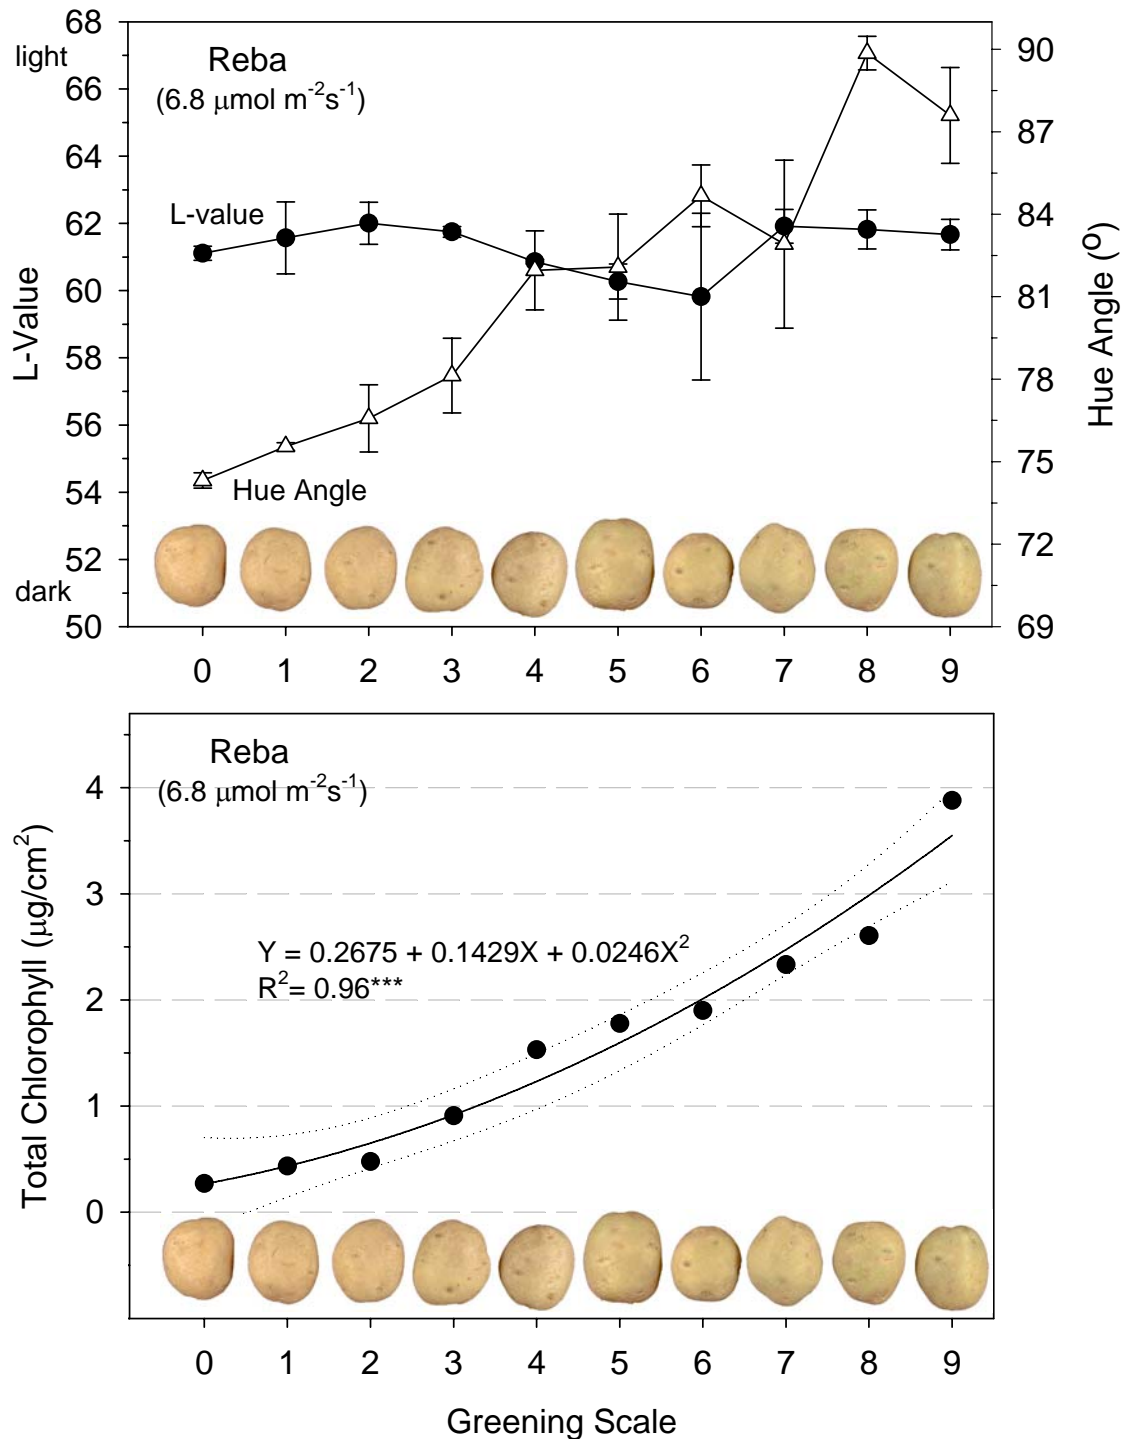 Reba
(6.8 μmol m⁻²s⁻¹)
light
dark
L-Value
68
66
64
62
60
58
56
54
52
50
L-value
Hue Angle
Hue Angle (º)
90
87
84
81
78
75
72
69
0 1 2 3 4 5 6 7 8 9
Reba
(6.8 μmol m⁻²s⁻¹)
Total Chlorophyll (μg/cm²)
4
3
2
1
0
Y = 0.2675 + 0.1429X + 0.0246X²
R²= 0.96***
0 1 2 3 4 5 6 7 8 9
Greening Scale